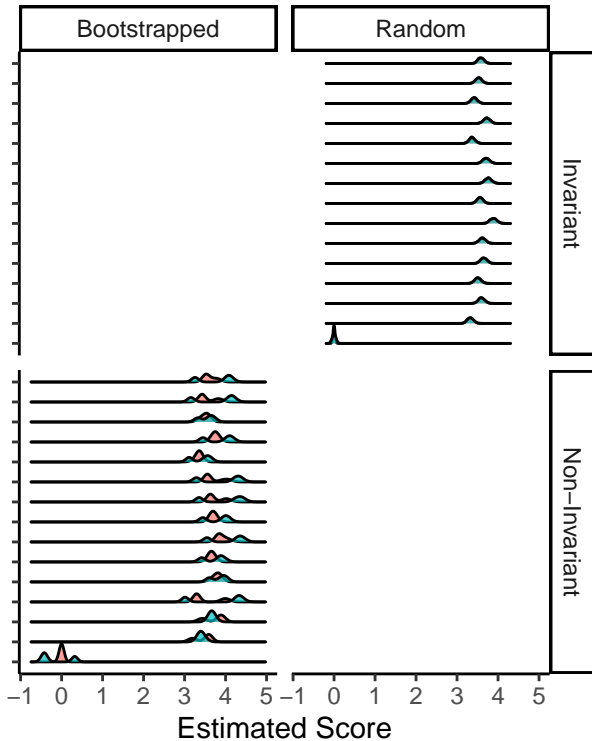 Bootstrapped Random
Invariant
Non−Invariant
−1 0 1 2 3 4 5 −1 0 1 2 3 4 5
Estimated Score